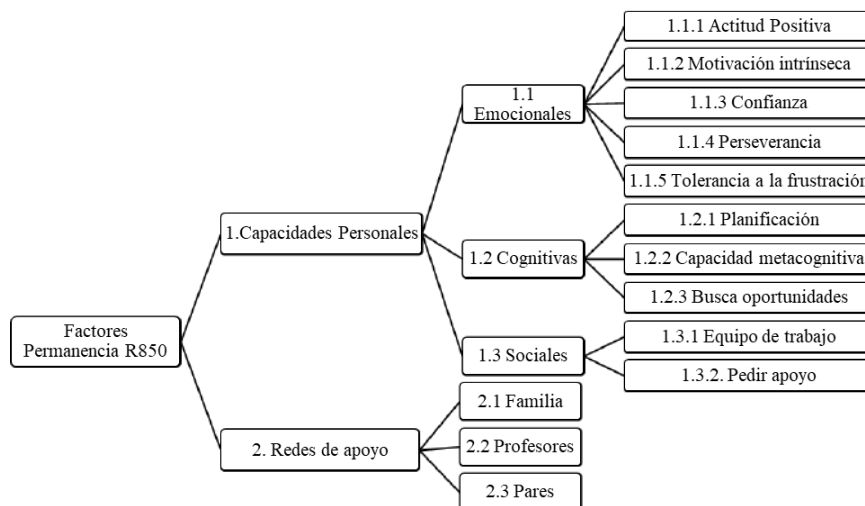 Factores
Permanencia R850
1.Capacidades Personales
1.1
Emocionales
1.1.1 Actitud Positiva
1.1.2 Motivación intrínseca
1.1.3 Confianza
1.1.4 Perseverancia
1.1.5 Tolerancia a la frustración
1.2 Cognitivas
1.2.1 Planificación
1.2.2 Capacidad metacognitiva
1.2.3 Busca oportunidades
1.3 Sociales
1.3.1 Equipo de trabajo
1.3.2. Pedir apoyo
2. Redes de apoyo
2.1 Familia
2.2 Profesores
2.3 Pares